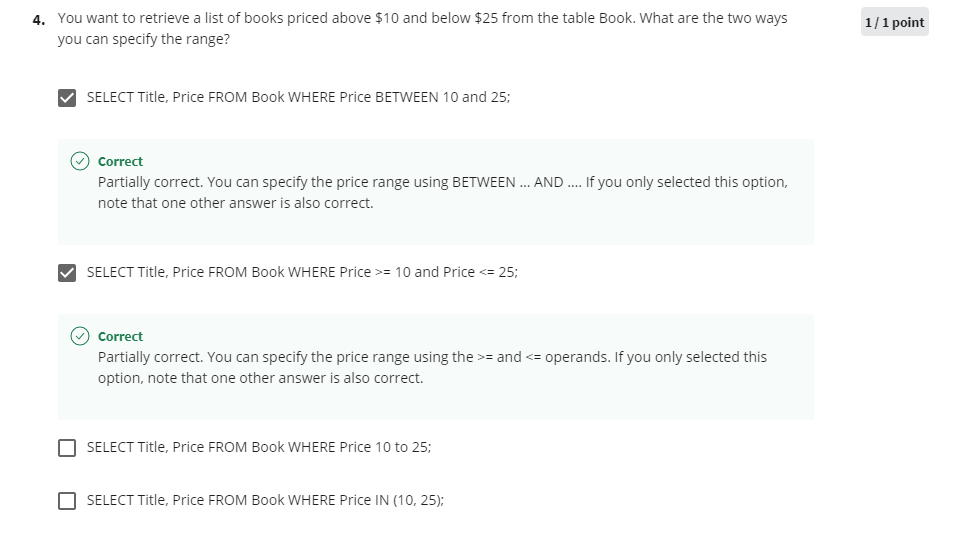 4. You want to retrieve a list of books priced above $10 and below $25 from the table Book. What are the two ways
you can specify the range?
1 / 1 point
SELECT Title, Price FROM Book WHERE Price BETWEEN 10 and 25;
Correct
Partially correct. You can specify the price range using BETWEEN ... AND .... If you only selected this option,
note that one other answer is also correct.
SELECT Title, Price FROM Book WHERE Price >= 10 and Price <= 25;
Correct
Partially correct. You can specify the price range using the >= and <= operands. If you only selected this
option, note that one other answer is also correct.
SELECT Title, Price FROM Book WHERE Price 10 to 25;
SELECT Title, Price FROM Book WHERE Price IN (10, 25);